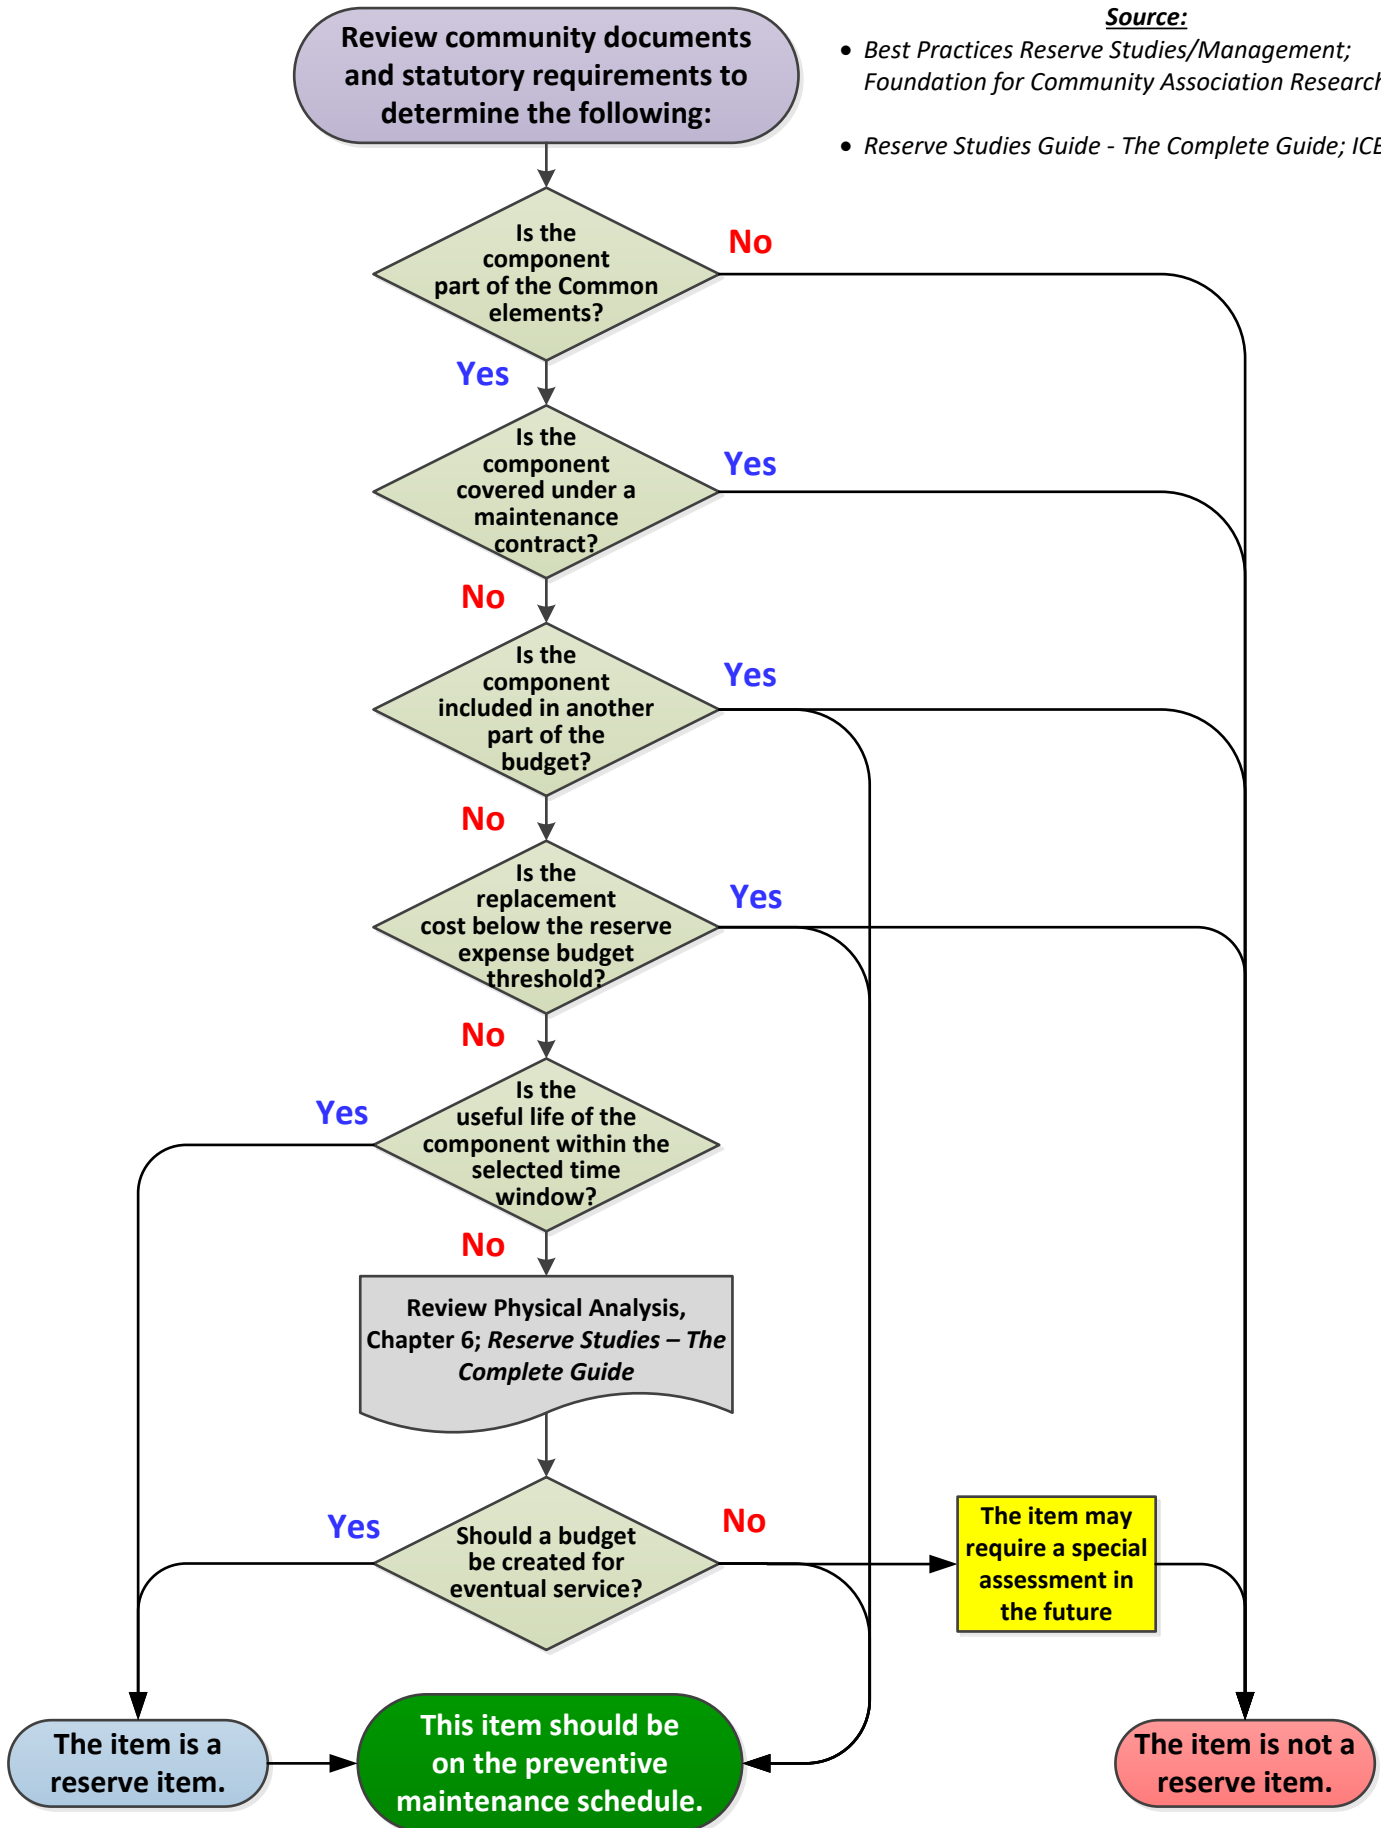 Review community documents
and statutory requirements to
determine the following:
Source:
• Best Practices Reserve Studies/Management;
Foundation for Community Association Research
• Reserve Studies Guide - The Complete Guide;
Is the
component
part of the Common
elements?
No
Yes
Is the
component
covered under a
maintenance
contract?
Yes
No
Is the
component
included in another
part of the
budget?
Yes
No
Is the
replacement
cost below the reserve
expense budget
threshold?
Yes
No
Is the
useful life of the
component within the
selected time
window?
Yes
No
Review Physical Analysis,
Chapter 6; Reserve Studies – The
Complete Guide
Should a budget
be created for
eventual service?
Yes
No
The item may
require a special
assessment in
the future
The item is a
reserve item.
This item should be
on the preventive
maintenance schedule.
The item is not a
reserve item.